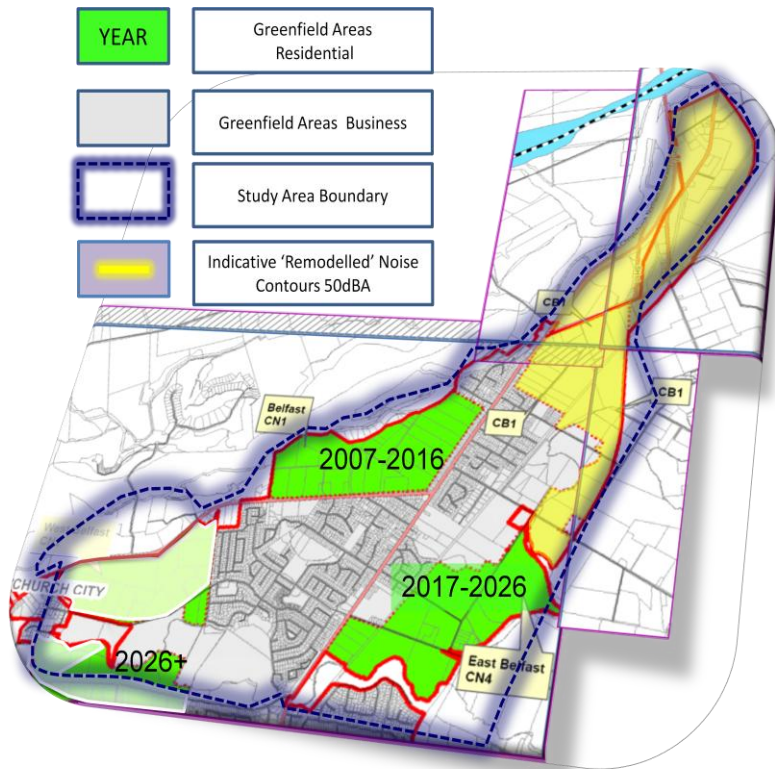 YEAR
Greenfield Areas
Residential
Greenfield Areas Business
Study Area Boundary
Indicative ‘Remodelled’ Noise
Contours 50dBA
CB1
CB1
Belfast
CN1
CB1
2007-2016
2017-2026
CHURCH CITY
2026+
East Belfast
CN4